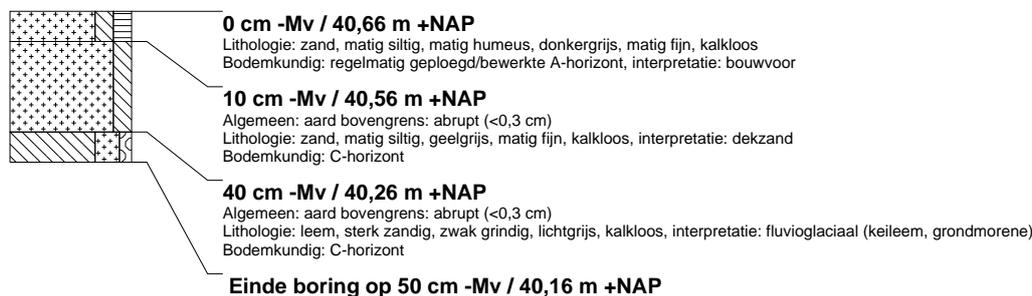 0 cm -Mv / 40,66 m +NAP
Lithologie: zand, matig siltig, matig humeus, donkergrijs, matig fijn, kalkloos
Bodemkundig: regelmatig geploegd/bewerkte A-horizont, interpretatie: bouwvoor
10 cm -Mv / 40,56 m +NAP
Algemeen: aard bovengrens: abrupt (<0,3 cm)
Lithologie: zand, matig siltig, geelgrijs, matig fijn, kalkloos, interpretatie: dekzand
Bodemkundig: C-horizont
40 cm -Mv / 40,26 m +NAP
Algemeen: aard bovengrens: abrupt (<0,3 cm)
Lithologie: leem, sterk zandig, zwak grindig, lichtgrijs, kalkloos, interpretatie: fluvioglaciaal (keileem, grondmorene)
Bodemkundig: C-horizont
Einde boring op 50 cm -Mv / 40,16 m +NAP